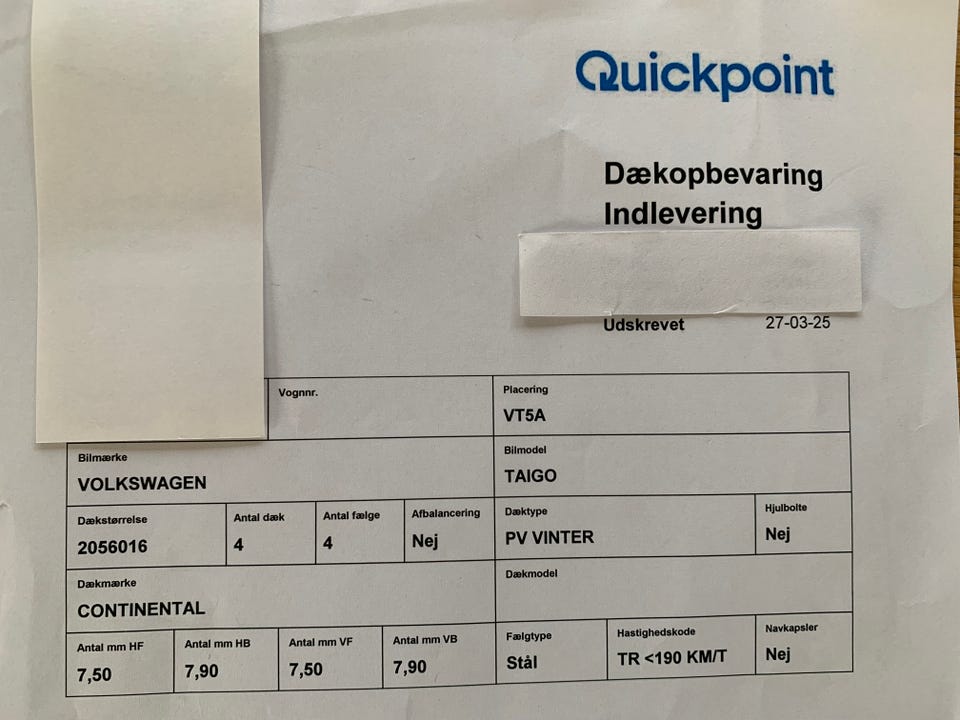 Quickpoint
Dækopbevaring
Indlevering
Udskrevet 27-03-25
Vognnr. Placering
VT5A
Bilmærke Bilmodel
VOLKSWAGEN TAIGO
Dækstørrelse Antal dæk Antal fælge Afbalancering Dæktype Hjulbolte
2056016 4 4 Nej PV VINTER Nej
Dækmærke Dækmodel
CONTINENTAL
Antal mm HF Antal mm HB Antal mm VF Antal mm VB Fælgtype Hastighedskode Navkapsler
7,50 7,90 7,50 7,90 Stål TR <190 KM/T Nej